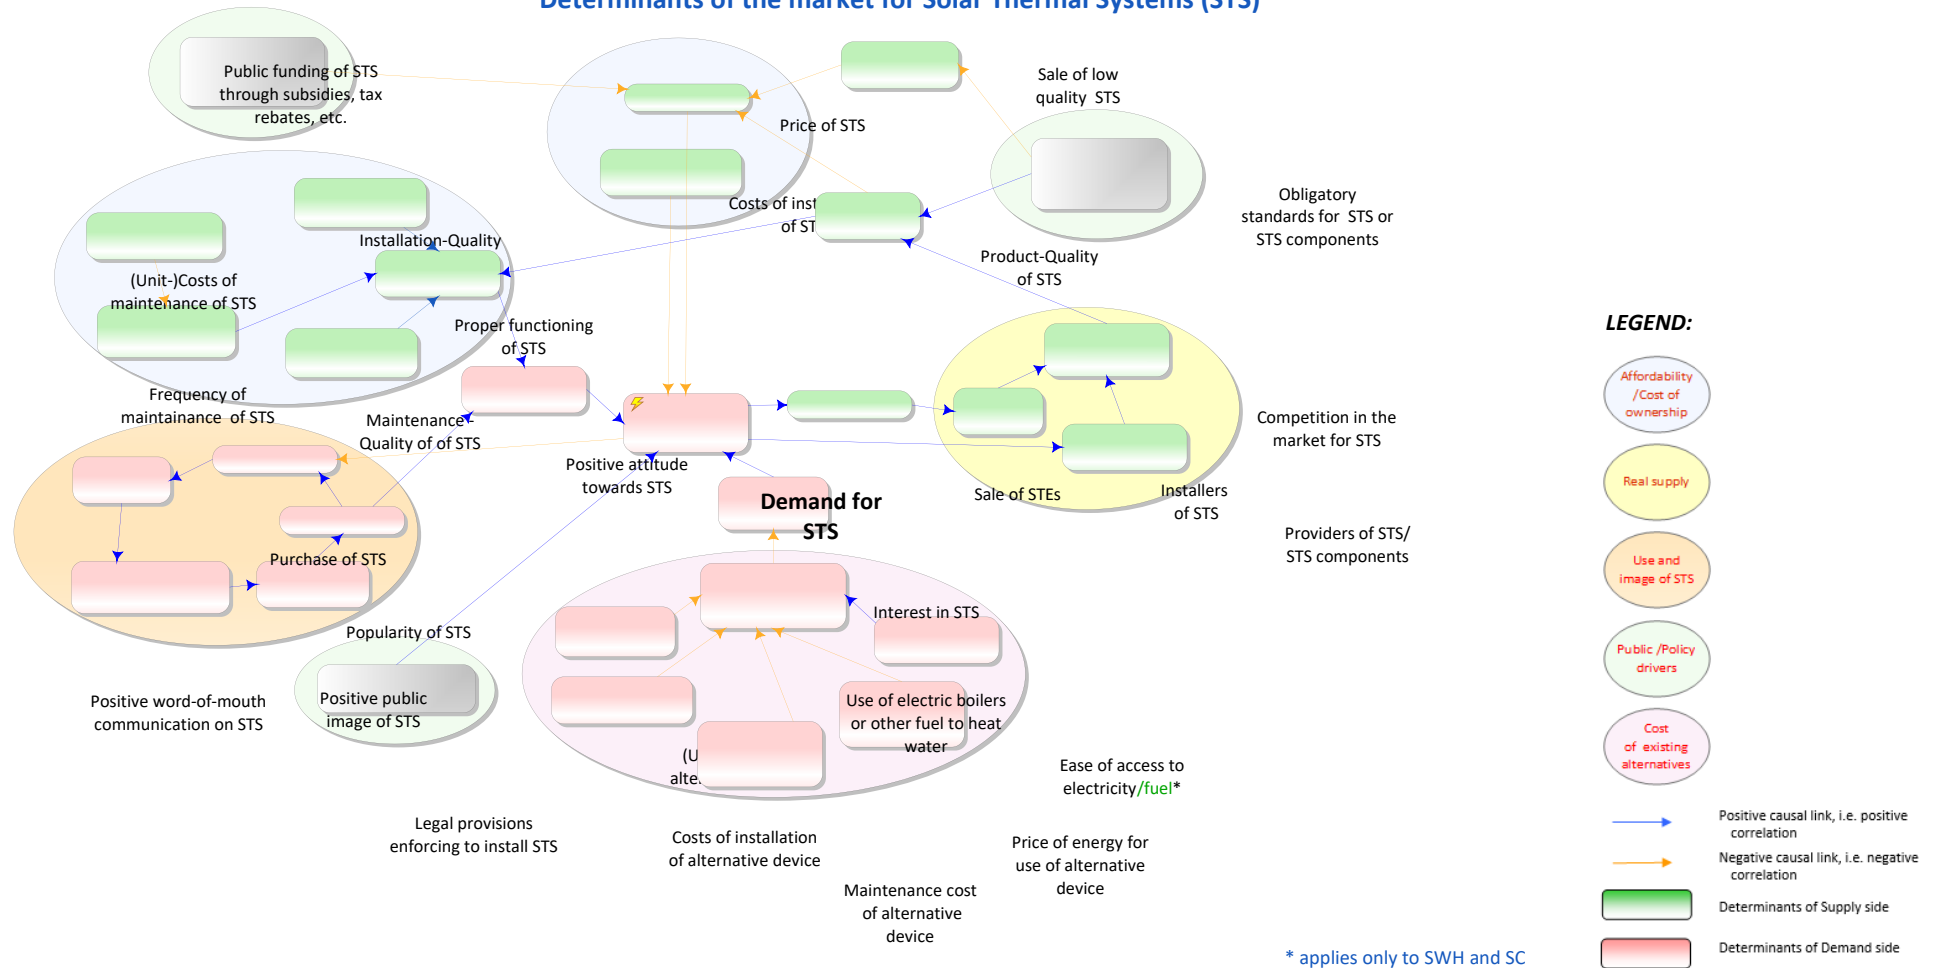 Determinants of the market for Solar Thermal Systems (STS)
Public funding of STS
through subsidies, tax
rebates, etc.
Sale of low
quality STS
Price of STS
Obligatory
standards for STS or
STS components
Costs of inst
of ST
Installation-Quality
Product-Quality
of STS
(Unit-)Costs of
maintenance of STS
Proper functioning
of STS
Frequency of
maintainance of STS
Maintenance-
Quality of of STS
Competition in the
market for STS
Positive attitude
towards STS
Demand for
STS
Sale of STEs
Installers
of STS
Providers of STS/
STS components
Purchase of STS
Interest in STS
Popularity of STS
Positive word-of-mouth
communication on STS
Positive public
image of STS
Use of electric boilers
or other fuel to heat
water
(U
alte
Ease of access to
electricity/fuel*
Legal provisions
enforcing to install STS
Costs of installation
of alternative device
Price of energy for
use of alternative
device
Maintenance cost
of alternative
device
* applies only to SWH and SC
LEGEND:
Affordability
/Cost of
ownership
Real supply
Use and
image of STS
Public /Policy
drivers
Cost
of existing
alternatives
Positive causal link, i.e. positive
correlation
Negative causal link, i.e. negative
correlation
Determinants of Supply side
Determinants of Demand side